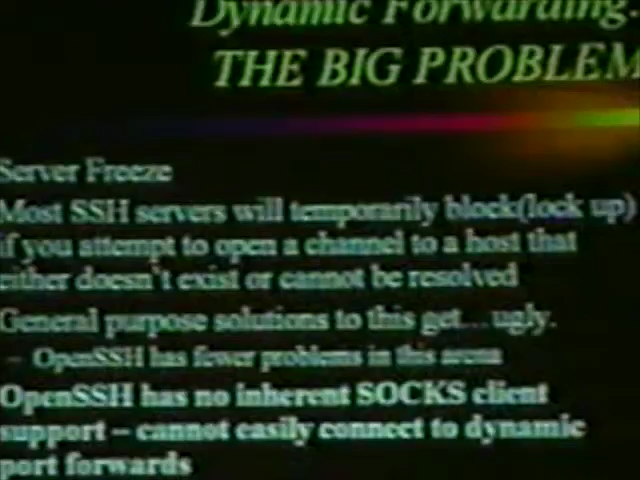 Dynamic Forwarding:
THE BIG PROBLEM
Server Freeze
Most SSH servers will temporarily block(lock up)
if you attempt to open a channel to a host that
either doesn't exist or cannot be resolved
General purpose solutions to this get…ugly.
– OpenSSH has fewer problems in this arena
OpenSSH has no inherent SOCKS client
support – cannot easily connect to dynamic
port forwards